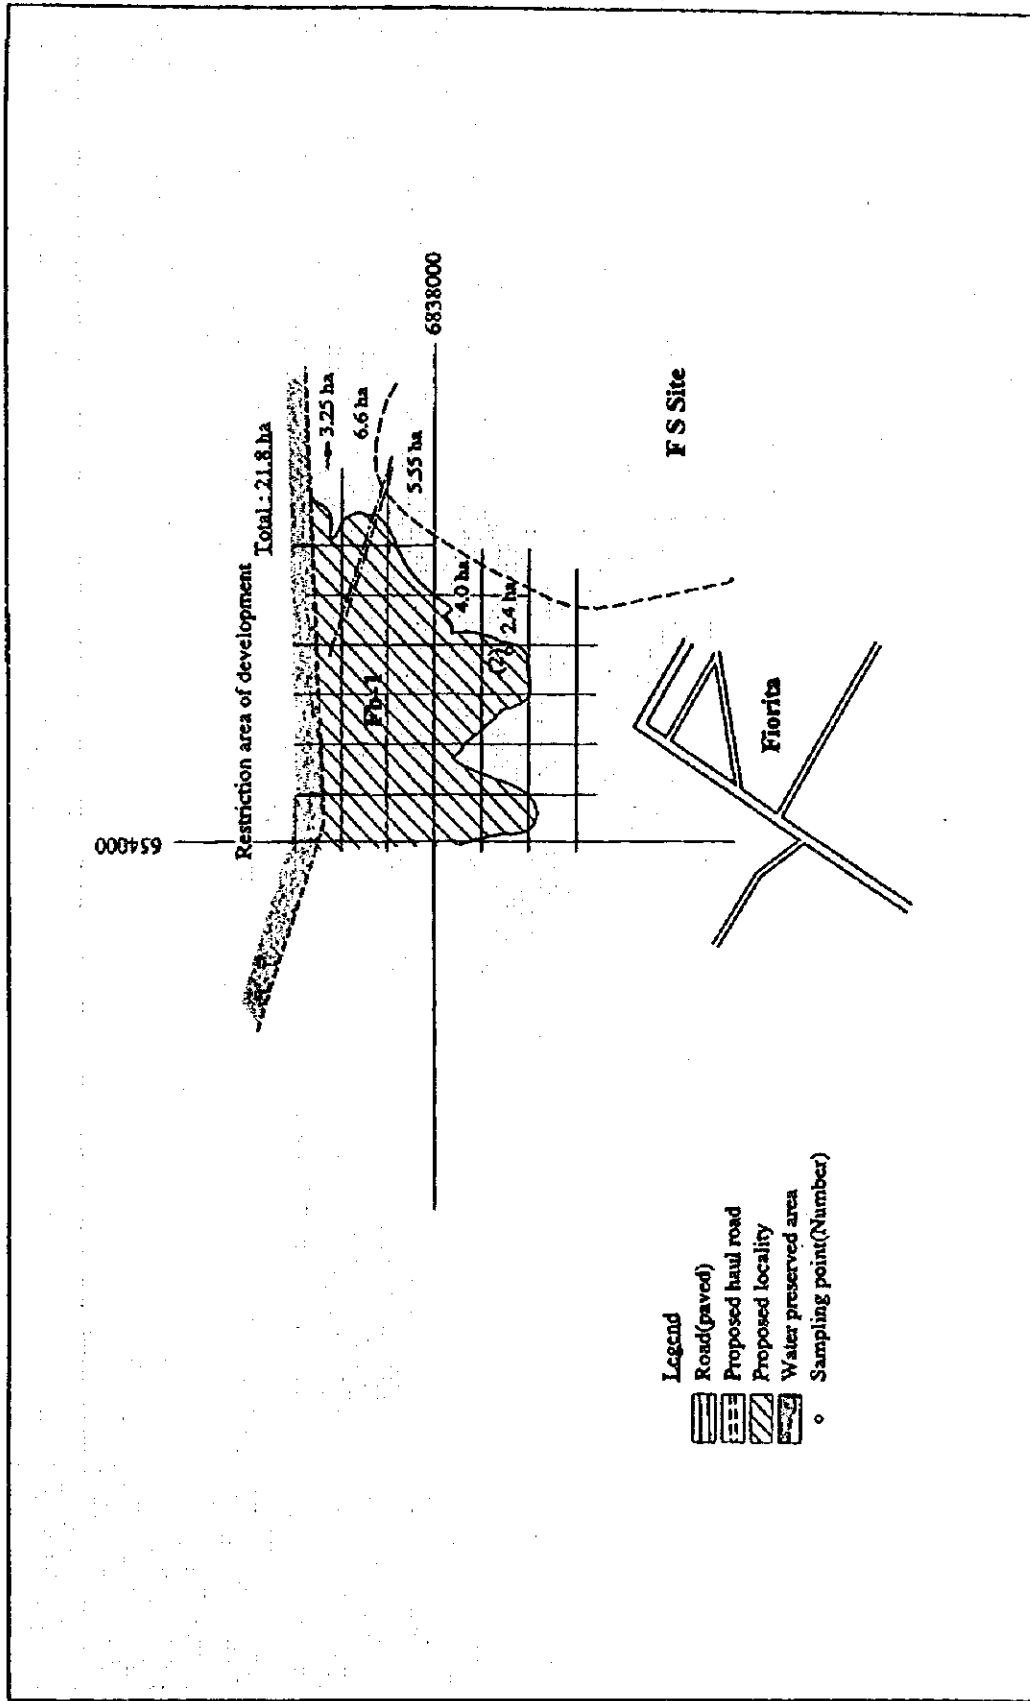 654000
Restriction area of development
Total : 21.8 ha
3.25 ha
6.6 ha
5.55 ha
6838000
Fb-1
4.0 ha
(2)
2.4 ha
F S Site
Fiorita
Legend
Road(paved)
Proposed haul road
Proposed locality
Water preserved area
Sampling point(Number)